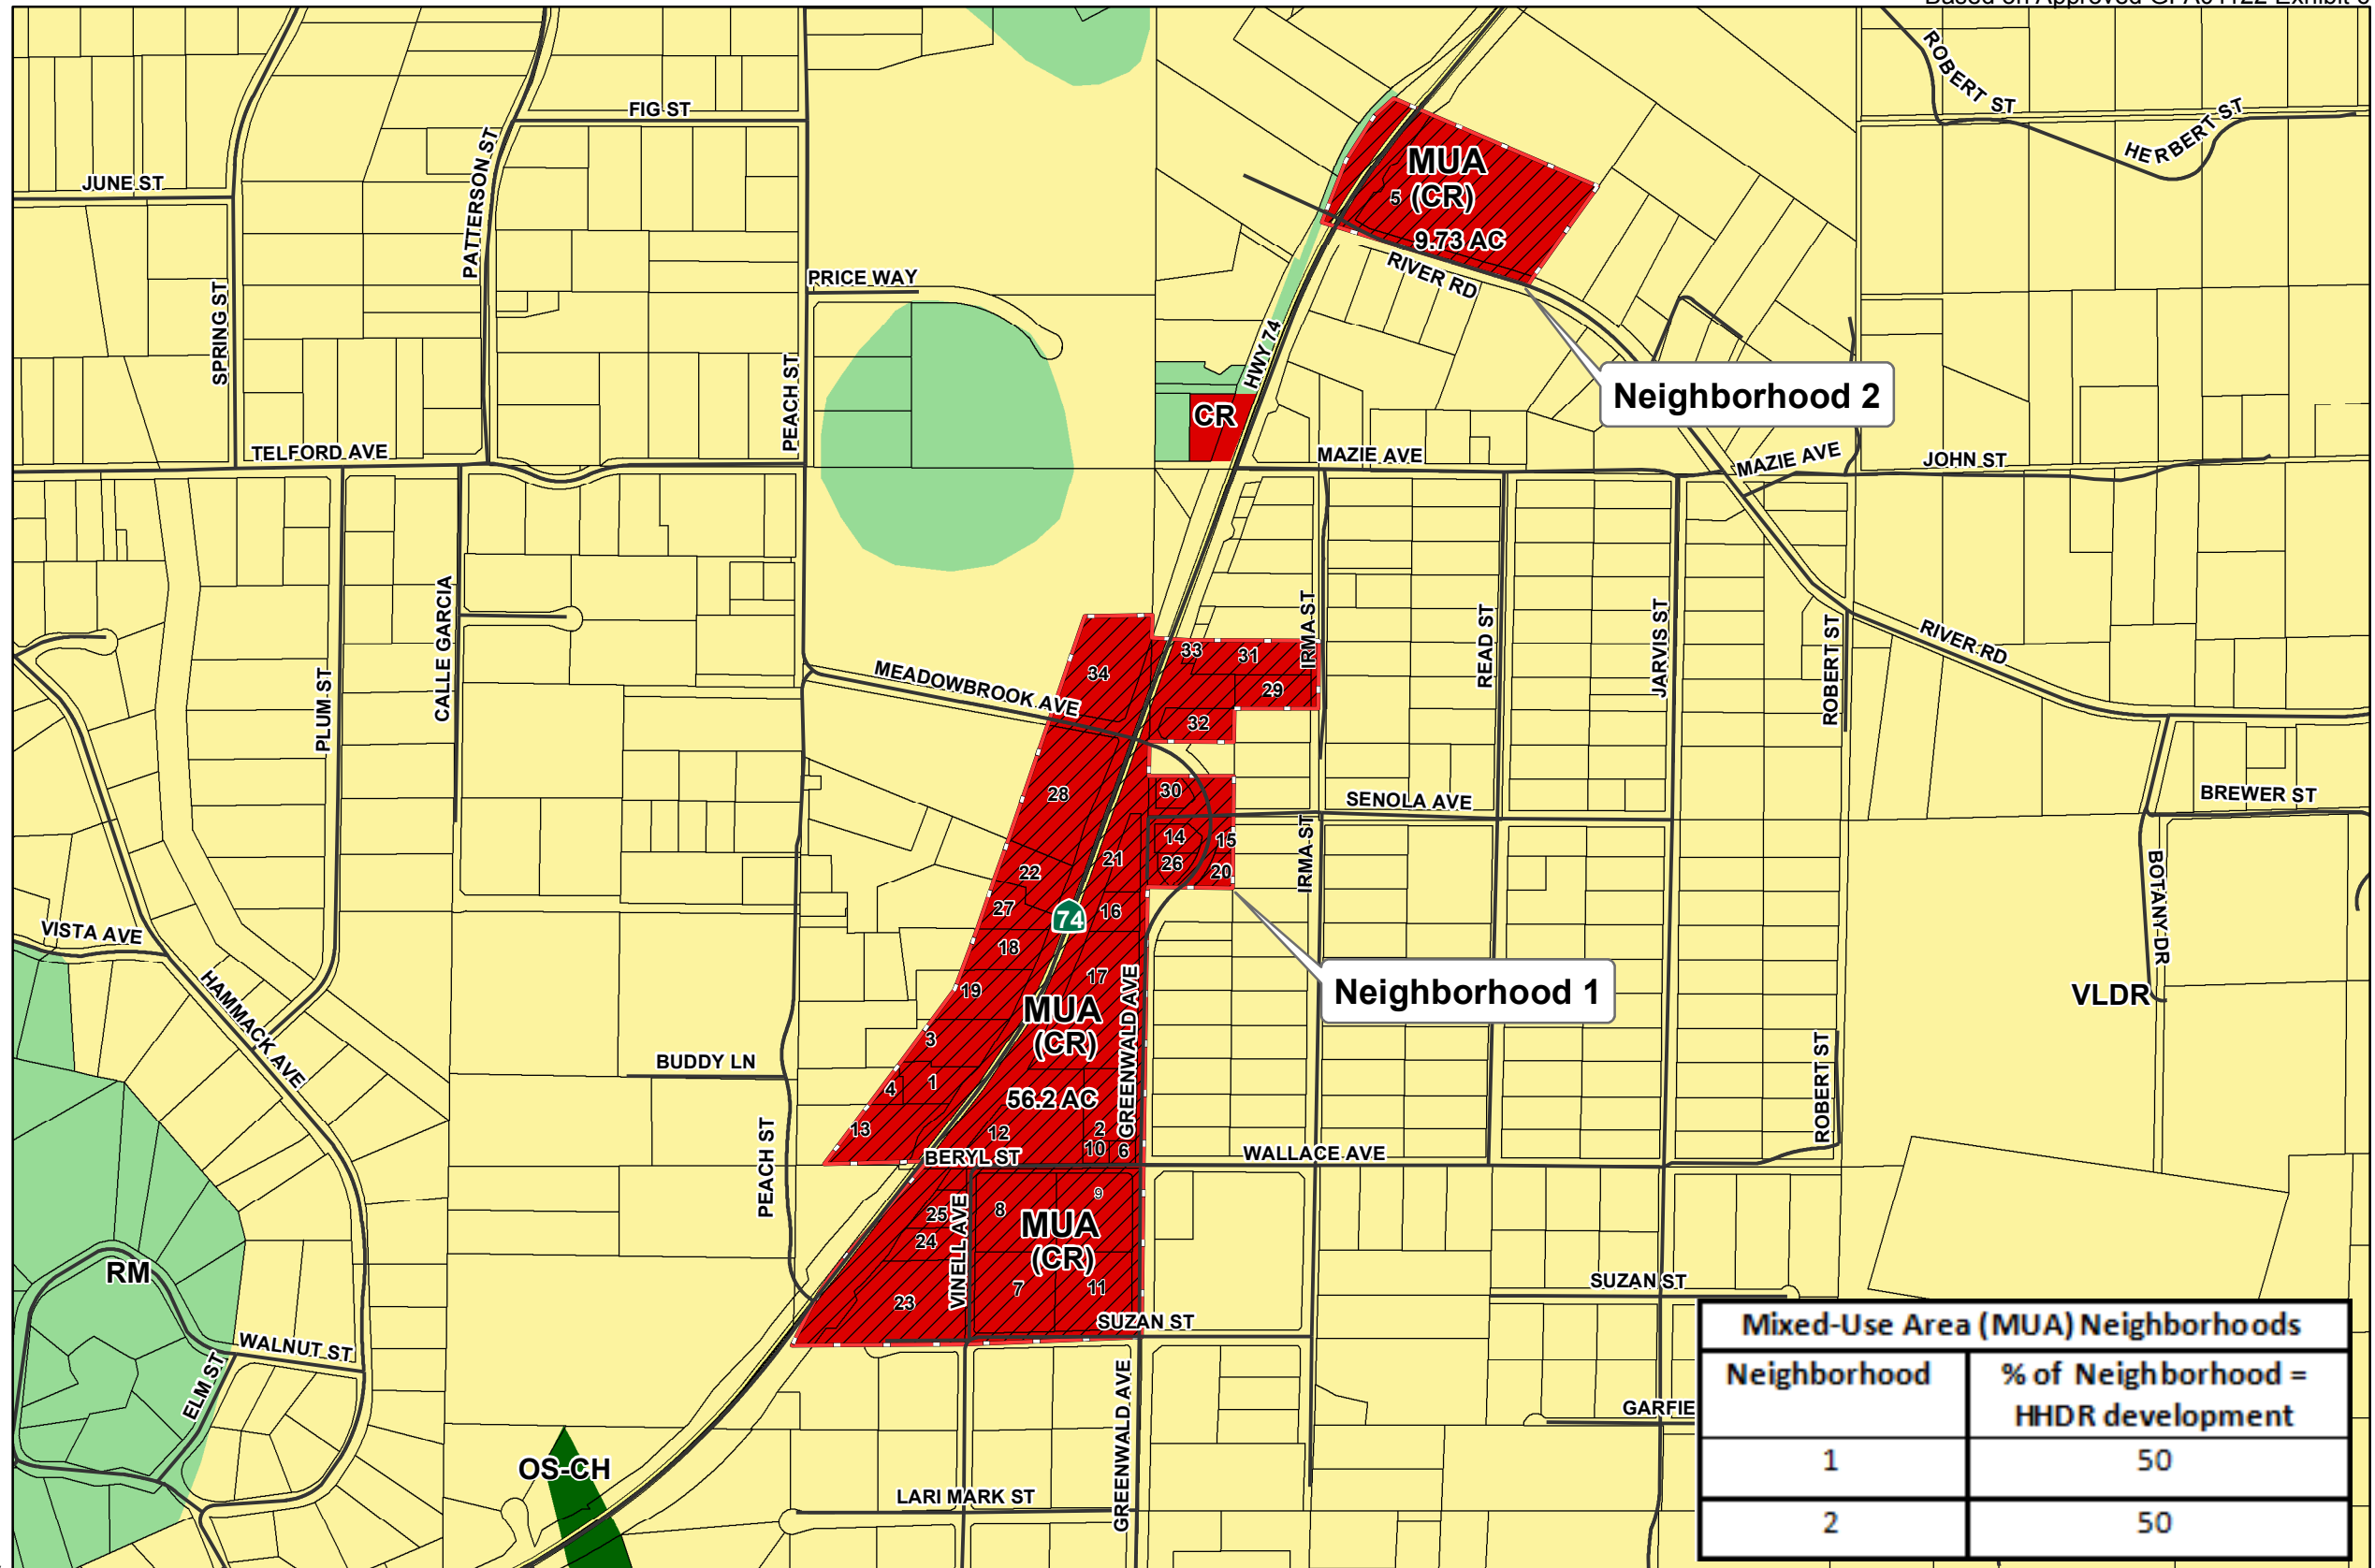 Based on Approved GPA01122 Exhibit 6
ROBERT ST
HERBERT ST
FIG ST
JUNE ST
PATTERSON ST
MUA
(CR)
5
9.73 AC
RIVER RD
PRICE WAY
SPRING ST
PEACH ST
HWY 74
Neighborhood 2
CR
TELFORD AVE
MAZIE AVE
MAZIE AVE
JOHN ST
CALLE GARCIA
PLUM ST
IRMA ST
READ ST
JARVIS ST
ROBERT ST
RIVER RD
33
31
34
29
MEADOWBROOK AVE
32
28
30
SENOLA AVE
BREWER ST
14
15
21
26
20
22
IRMA ST
27
74
16
BOTANY DR
VISTA AVE
18
17
HAMMACK AVE
19
GREENWALD AVE
Neighborhood 1
VLDR
MUA
(CR)
3
BUDDY LN
4
1
56.2 AC
ROBERT ST
13
12
2
10
6
PEACH ST
BERYL ST
WALLACE AVE
9
25
8
MUA
(CR)
24
VINELL AVE
RM
23
7
11
SUZAN ST
SUZAN ST
WALNUT ST
ELM ST
GREENWALD AVE
GARFIE
OS-CH
LARI MARK ST
Mixed-Use Area (MUA) Neighborhoods
Neighborhood
% of Neighborhood =
HHDR development
1
50
2
50